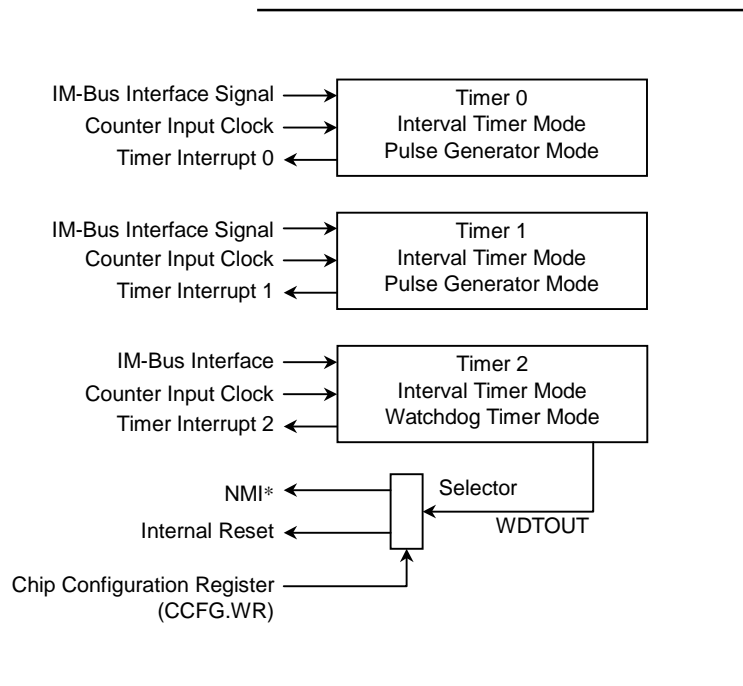 IM-Bus Interface Signal
Counter Input Clock
Timer Interrupt 0
Timer 0
Interval Timer Mode
Pulse Generator Mode
IM-Bus Interface Signal
Counter Input Clock
Timer Interrupt 1
Timer 1
Interval Timer Mode
Pulse Generator Mode
IM-Bus Interface
Counter Input Clock
Timer Interrupt 2
Timer 2
Interval Timer Mode
Watchdog Timer Mode
NMI*
Selector
Internal Reset
WDTOUT
Chip Configuration Register
(CCFG.WR)